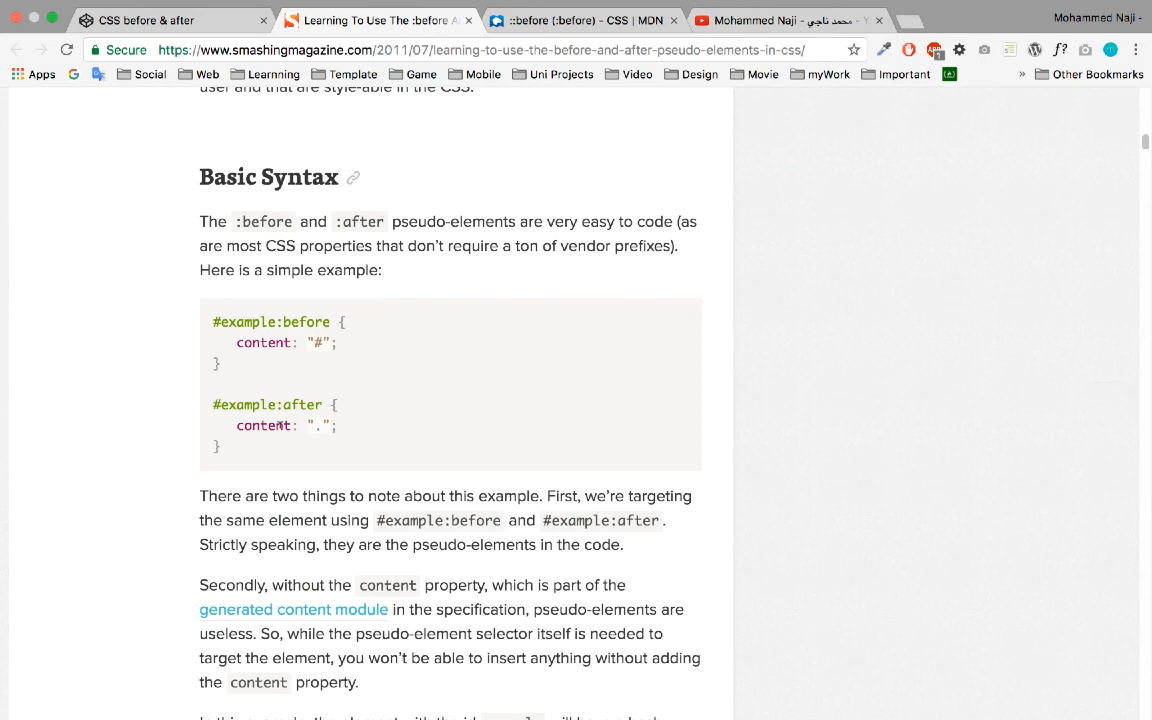 CSS before & after
Learning To Use The :before A
::before (:before) - CSS | MDN
Mohammed Naji - محمد ناجي - Y
Mohammed Naji -
Secure
https://www.smashingmagazine.com/2011/07/learning-to-use-the-before-and-after-pseudo-elements-in-css/
Apps
Social
Web
Learnning
Template
Game
Mobile
Uni Projects
Video
Design
Movie
myWork
Important
» Other Bookmarks
user and that are style-able in the CSS.
Basic Syntax
The :before and :after pseudo-elements are very easy to code (as
are most CSS properties that don’t require a ton of vendor prefixes).
Here is a simple example:
#example:before {
content: "#";
}
#example:after {
content: ".";
}
There are two things to note about this example. First, we’re targeting
the same element using #example:before and #example:after.
Strictly speaking, they are the pseudo-elements in the code.
Secondly, without the content property, which is part of the
generated content module in the specification, pseudo-elements are
useless. So, while the pseudo-element selector itself is needed to
target the element, you won’t be able to insert anything without adding
the content property.